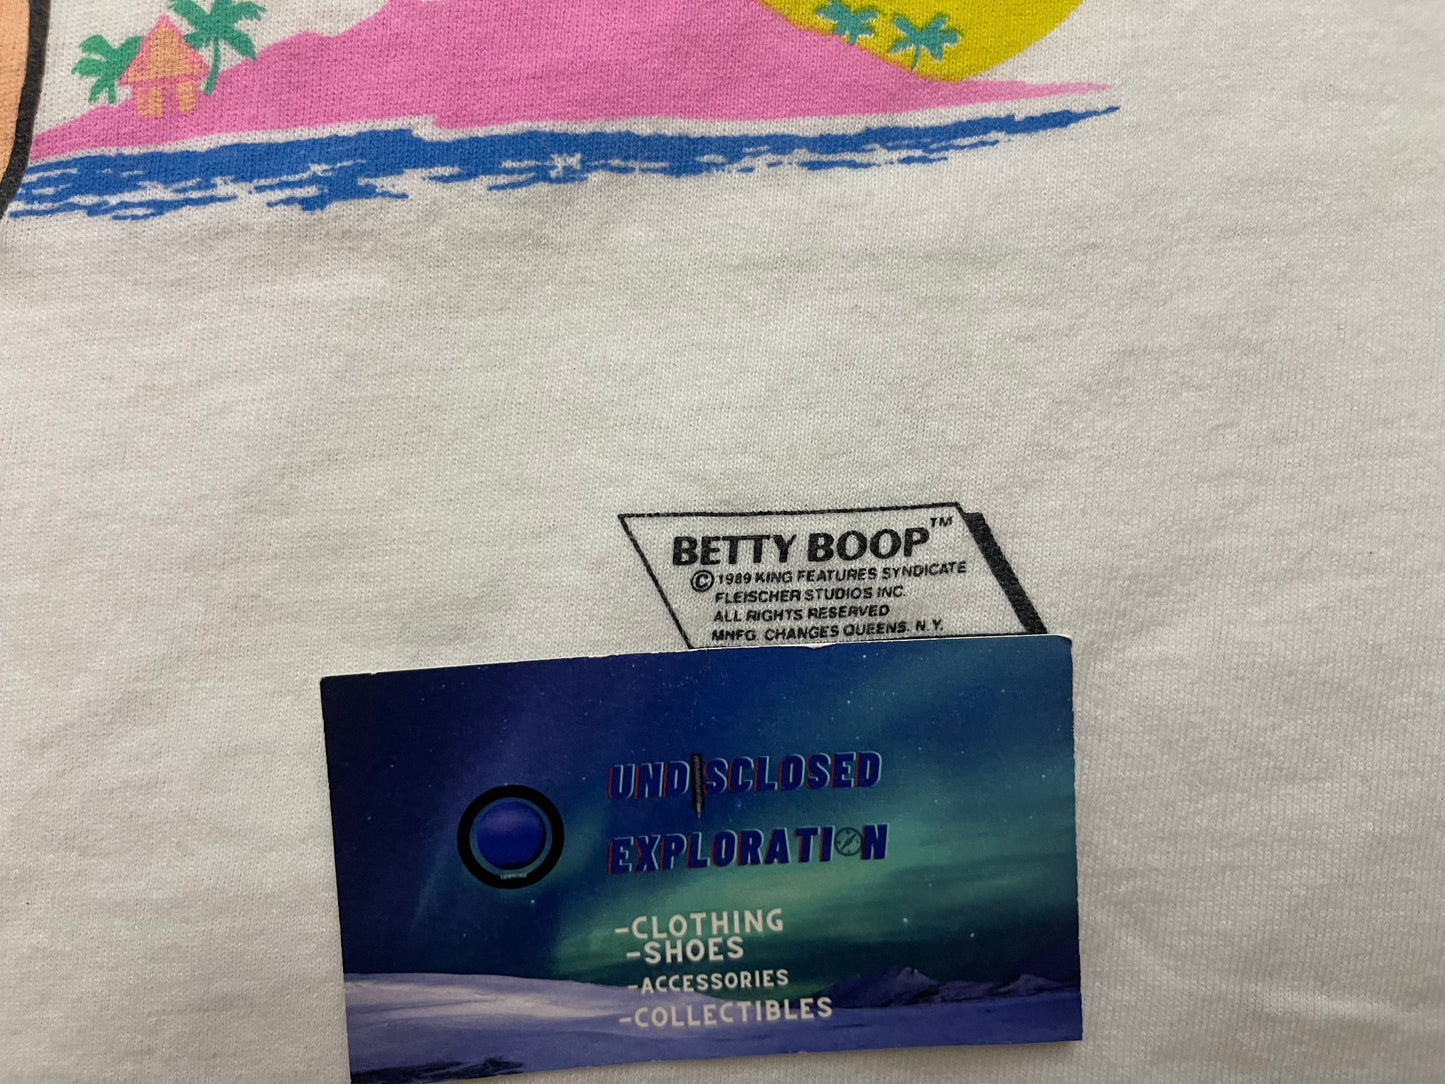 BETTY BOOP™
© 1989 KING FEATURES SYNDICATE
FLEISCHER STUDIOS INC.
ALL RIGHTS RESERVED
MNFG. CHANGES QUEENS, N.Y.
UNDISCLOSED
EXPLORATION
-CLOTHING
-SHOES
-ACCESSORIES
-COLLECTIBLES